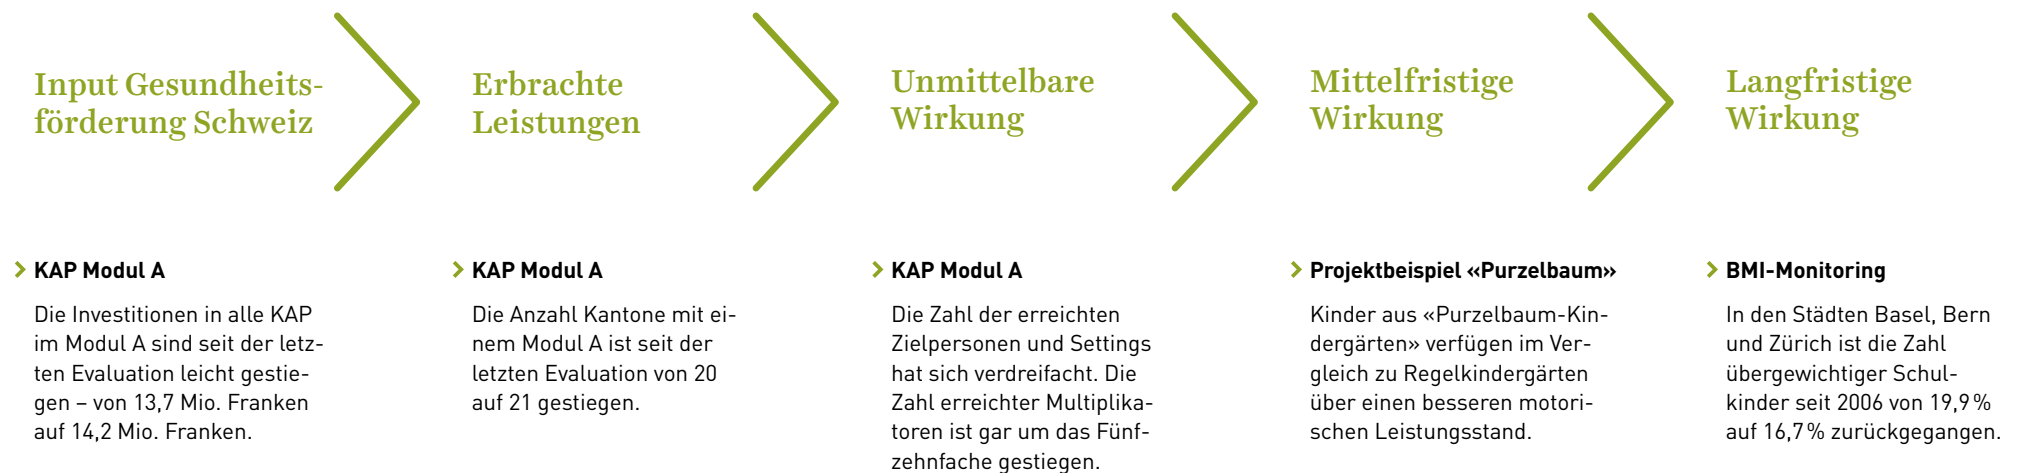 Input Gesundheits-
förderung Schweiz
Erbrachte
Leistungen
Unmittelbare
Wirkung
Mittelfristige
Wirkung
Langfristige
Wirkung
KAP Modul A
Die Investitionen in alle KAP
im Modul A sind seit der letz-
ten Evaluation leicht gestie-
gen – von 13,7 Mio. Franken
auf 14,2 Mio. Franken.
KAP Modul A
Die Anzahl Kantone mit ei-
nem Modul A ist seit der
letzten Evaluation von 20
auf 21 gestiegen.
KAP Modul A
Die Zahl der erreichten
Zielpersonen und Settings
hat sich verdreifacht. Die
Zahl erreichter Multiplika-
toren ist gar um das Fünf-
zehnfache gestiegen.
Projektbeispiel «Purzelbaum»
Kinder aus «Purzelbaum-Kin-
dergärten» verfügen im Ver-
gleich zu Regelkindergärten
über einen besseren motori-
schen Leistungsstand.
BMI-Monitoring
In den Städten Basel, Bern
und Zürich ist die Zahl
übergewichtiger Schul-
kinder seit 2006 von 19,9 %
auf 16,7 % zurückgegangen.